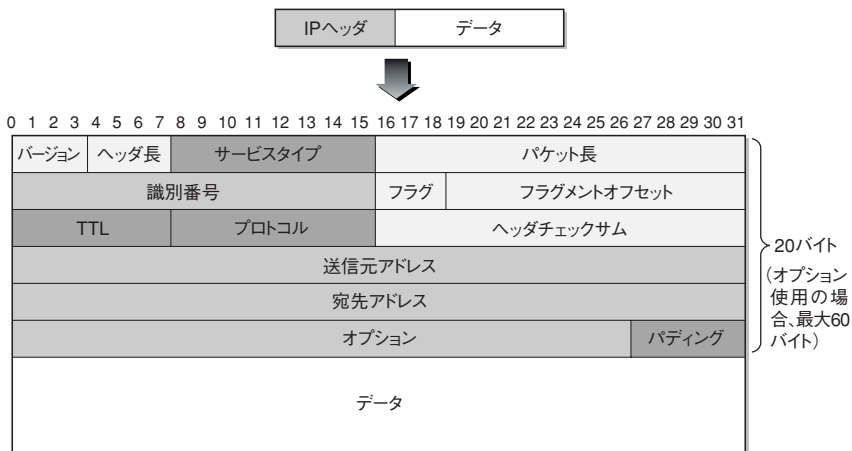 IPヘッダ データ
0 1 2 3 4 5 6 7 8 9 10 11 12 13 14 15 16 17 18 19 20 21 22 23 24 25 26 27 28 29 30 31
バージョン ヘッダ長 サービスタイプ パケット長
識別番号 フラグ フラグメントオフセット
TTL プロトコル ヘッダチェックサム
送信元アドレス
宛先アドレス
オプション パディング
データ
20バイト
(オプション
使用の場
合、最大60
バイト)